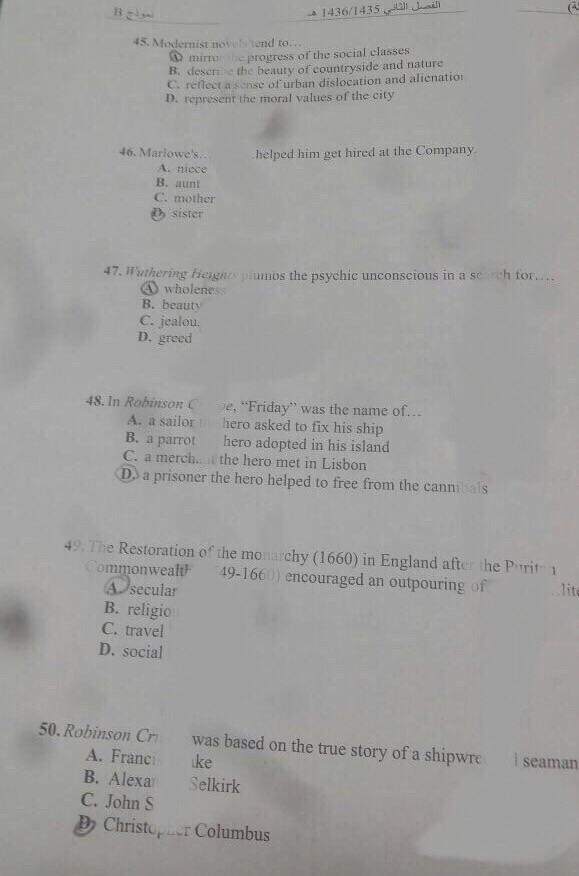 نموذج B
الفصل الثاني 1436/1435 هـ
45. Modernist novels tend to…
A. mirror the progress of the social classes
B. describe the beauty of countryside and nature
C. reflect a sense of urban dislocation and alienation
D. represent the moral values of the city
46. Marlowe's.. .helped him get hired at the Company.
A. niece
B. aunt
C. mother
D. sister
47. Wuthering Heights plumbs the psychic unconscious in a search for….
A. wholeness
B. beauty
C. jealou
D. greed
48. In Robinson C e, “Friday” was the name of…
A. a sailor hero asked to fix his ship
B. a parrot hero adopted in his island
C. a merch the hero met in Lisbon
D. a prisoner the hero helped to free from the cannibals
49. The Restoration of the monarchy (1660) in England after the Purit
Commonwealth 49-1660) encouraged an outpouring of lite
A. secular
B. religio
C. travel
D. social
50. Robinson Cr was based on the true story of a shipwre seaman
A. Franci ke
B. Alexa Selkirk
C. John S
D. Christopher Columbus